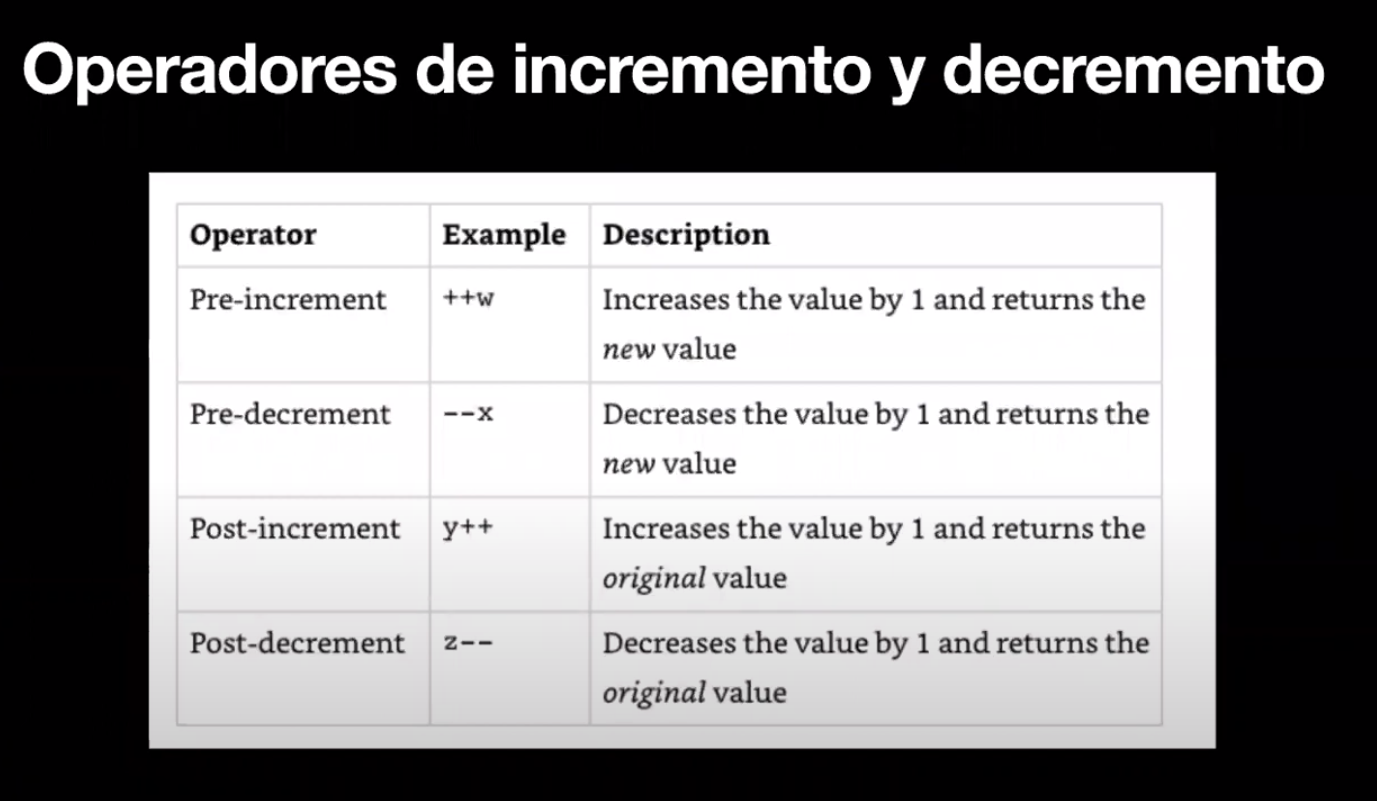 Operadores de incremento y decremento
Operator Example Description
Pre-increment ++w Increases the value by 1 and returns the
new value
Pre-decrement --x Decreases the value by 1 and returns the
new value
Post-increment y++ Increases the value by 1 and returns the
original value
Post-decrement z-- Decreases the value by 1 and returns the
original value